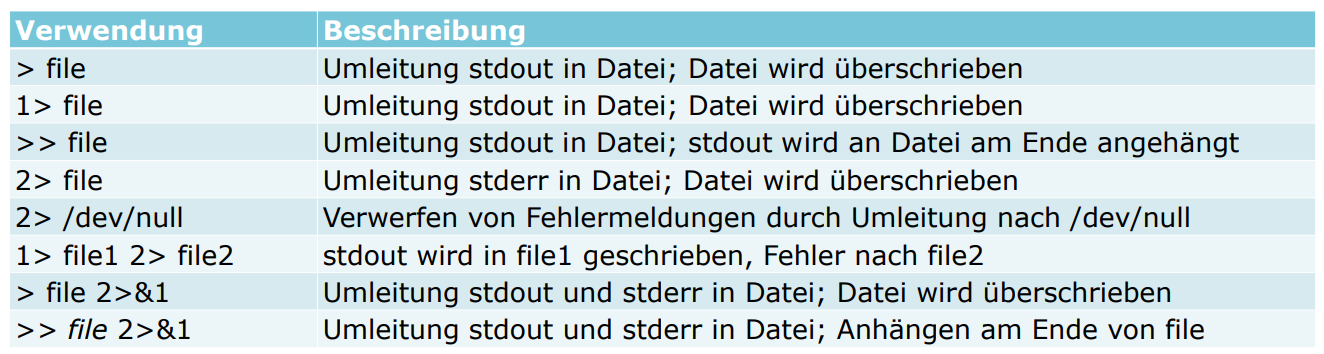 Verwendung Beschreibung
> file Umleitung stdout in Datei; Datei wird überschrieben
1> file Umleitung stdout in Datei; Datei wird überschrieben
>> file Umleitung stdout in Datei; stdout wird an Datei am Ende angehängt
2> file Umleitung stderr in Datei; Datei wird überschrieben
2> /dev/null Verwerfen von Fehlermeldungen durch Umleitung nach /dev/null
1> file1 2> file2 stdout wird in file1 geschrieben, Fehler nach file2
> file 2>&1 Umleitung stdout und stderr in Datei; Datei wird überschrieben
>> file 2>&1 Umleitung stdout und stderr in Datei; Anhängen am Ende von file